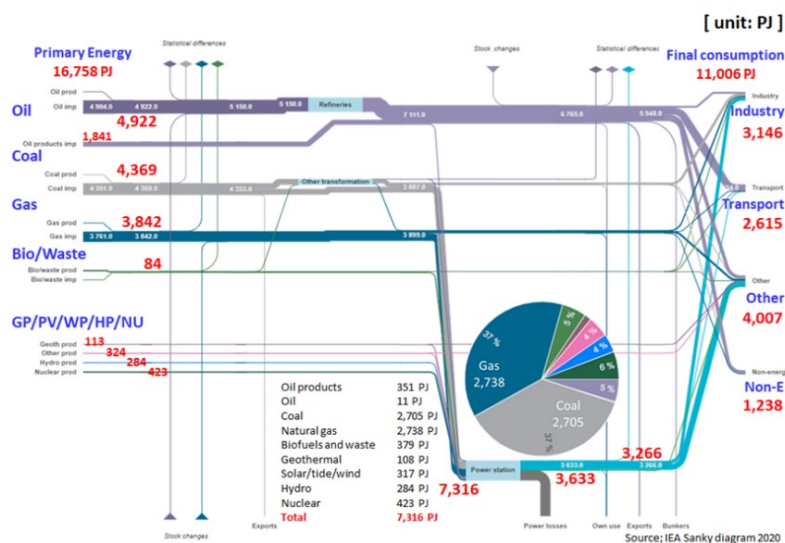 [ unit: PJ ]
Statistical differences
Stock changes
Statistical differences
Primary Energy
16,758 PJ
Final consumption
11,006 PJ
Oil prod
Oil
Oil imp
4 904.0
4 922.0
5 150.0
5 150.0
Refineries
7 111.0
6 765.0
5 548.0
Industry
Industry
4,922
3,146
1,841
Oil products imp
Coal
Coal prod
4,369
Coal imp
4 351.0
4 369.0
4 333.0
Other transformation
3 687.0
Transport
Transport
2,615
Gas
Gas prod
3,842
Gas imp
3 761.0
3 842.0
3 899.0
Bio/Waste
84
Bio/waste prod
Bio/waste imp
Other
Other
4,007
GP/PV/WP/HP/NU
Geoth prod
113
Other prod
324
Hydro prod
284
Nuclear prod
423
Non-energ
Non-E
1,238
37 %
5 %
4 %
4 %
6 %
5 %
37 %
Gas
2,738
Coal
2,705
Oil products 351 PJ
Oil 11 PJ
Coal 2,705 PJ
Natural gas 2,738 PJ
Biofuels and waste 379 PJ
Geothermal 108 PJ
Solar/tide/wind 317 PJ
Hydro 284 PJ
Nuclear 423 PJ
Total 7,316 PJ
7,316
Power station
3 633.0
3,633
3,266
3 266.0
Exports
Power losses
Own use
Exports
Bunkers
Stock changes
Source; IEA Sanky diagram 2020